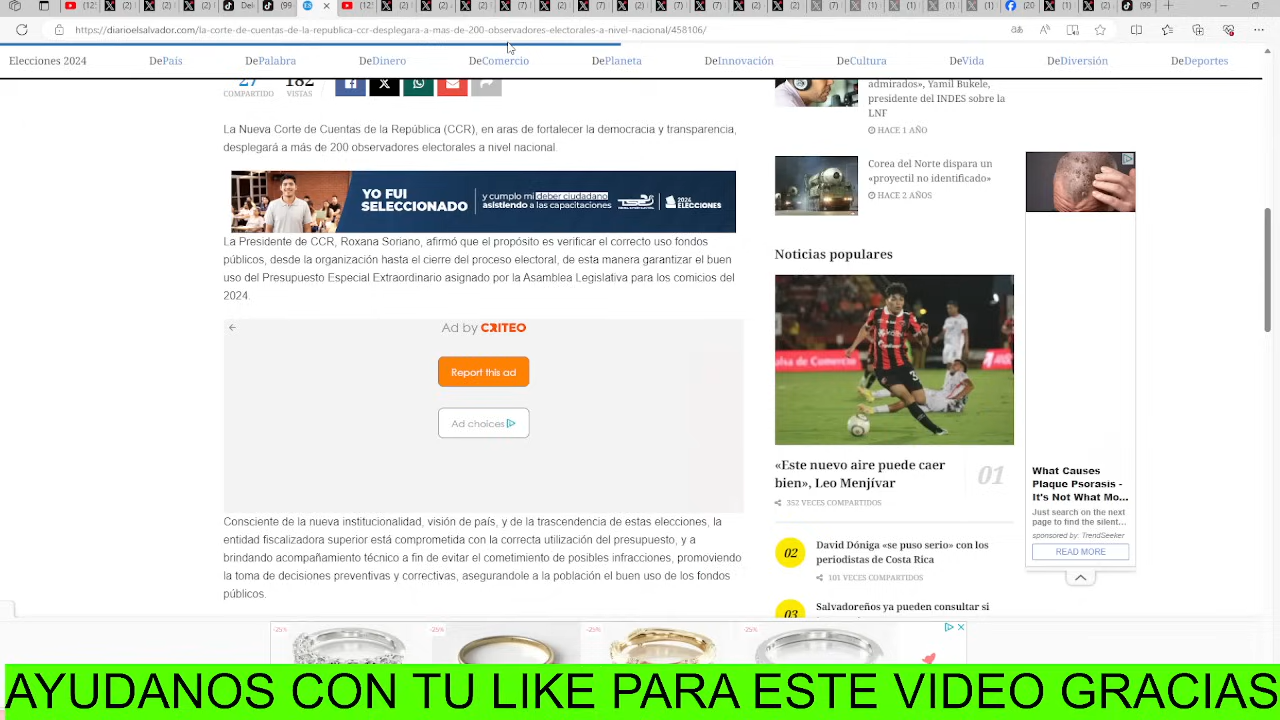 99
https://diarioelsalvador.com/la-corte-de-cuentas-de-la-republica-ccr-desplegara-a-mas-de-200-observadores-electorales-a-nivel-nacional/458106/
Elecciones 2024 DePaís DePalabra DeDinero DeComercio DePlaneta DeInnovación DeCultura DeVida DeDiversión DeDeportes
27 182
COMPARTIDO VISTAS
La Nueva Corte de Cuentas de la República (CCR), en aras de fortalecer la democracia y transparencia,
desplegará a más de 200 observadores electorales a nivel nacional.
YO FUI
SELECCIONADO
y cumplo mi deber ciudadano
asistiendo a las capacitaciones
TSE
2024
ELECCIONES
La Presidente de CCR, Roxana Soriano, afirmó que el propósito es verificar el correcto uso fondos
públicos, desde la organización hasta el cierre del proceso electoral, de esta manera garantizar el buen
uso del Presupuesto Especial Extraordinario asignado por la Asamblea Legislativa para los comicios del
2024.
Ad by CRITEO
Report this ad
Ad choices
Consciente de la nueva institucionalidad, visión de país, y de la trascendencia de estas elecciones, la
entidad fiscalizadora superior está comprometida con la correcta utilización del presupuesto, y a
brindando acompañamiento con el fin de evitar el cometimiento de posibles infracciones, promoviendo
la toma de decisiones preventivas y correctivas, asegurandole a la población el buen uso de los fondos
públicos.
admirados», Yamil Bukele,
presidente del INDES sobre la
LNF
HACE 1 AÑO
Corea del Norte dispara un
«proyectil no identificado»
HACE 2 AÑOS
Noticias populares
«Este nuevo aire puede caer
bien», Leo Menjívar
01
352 VECES COMPARTIDOS
02
David Dóniga «se puso serio» con los
periodistas de Costa Rica
101 VECES COMPARTIDOS
03
Salvadoreños ya pueden consultar si
What Causes
Plaque Psorasis -
It's Not What Mo...
Just search on the next
page to find the silent...
sponsored by: TrendSeeker
READ MORE
-25% -25% -25% -25%
AYUDANOS CON TU LIKE PARA ESTE VIDEO GRACIAS